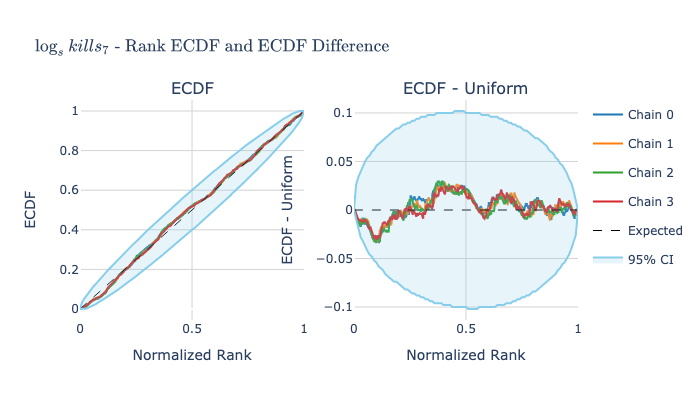 log_s kills_7 - Rank ECDF and ECDF Difference
ECDF
ECDF
1
0.8
0.6
0.4
0.2
0
0
0.5
1
Normalized Rank
ECDF - Uniform
ECDF - Uniform
0.1
0.05
0
−0.05
−0.1
0
0.5
1
Normalized Rank
Chain 0
Chain 1
Chain 2
Chain 3
Expected
95% CI